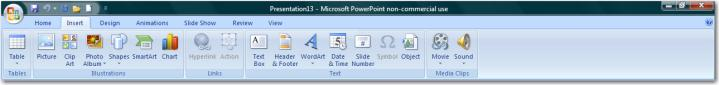 Presentation13 - Microsoft PowerPoint non-commercial use
Home Insert Design Animations Slide Show Review View
Table Picture Clip Art Photo Album Shapes SmartArt Chart Hyperlink Action Text Box Header & Footer WordArt Date & Time Slide Number Symbol Object Movie Sound
Tables Illustrations Links Text Media Clips